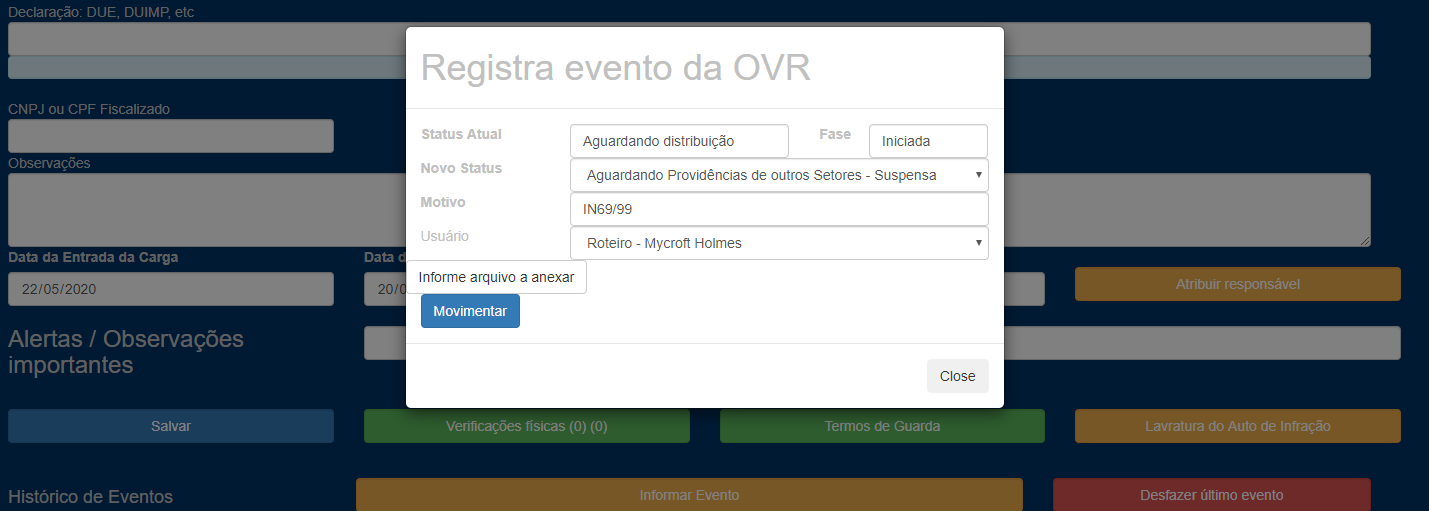 Declaração: DUE, DUIMP, etc
Registra evento da OVR
CNPJ ou CPF Fiscalizado
Status Atual Aguardando distribuição Fase Iniciada
Observações
Novo Status Aguardando Providências de outros Setores - Suspensa
Motivo IN69/99
Usuário Roteiro - Mycroft Holmes
Data da Entrada da Carga Data d
Informe arquivo a anexar
22/05/2020 20/0 Atribuir responsável
Movimentar
Alertas / Observações
importantes
Close
Salvar Verificações físicas (0) (0) Termos de Guarda Lavratura do Auto de Infração
Histórico de Eventos Informar Evento Desfazer último evento